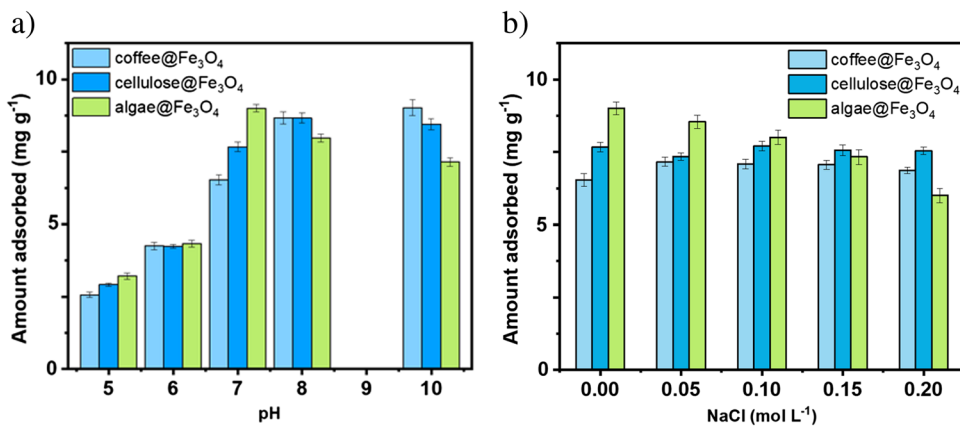 a)
coffee@Fe₃O₄
cellulose@Fe₃O₄
algae@Fe₃O₄
Amount adsorbed (mg g⁻¹)
10
5
0
5 6 7 8 9 10
pH
b)
coffee@Fe₃O₄
cellulose@Fe₃O₄
algae@Fe₃O₄
Amount adsorbed (mg g⁻¹)
10
5
0
0.00 0.05 0.10 0.15 0.20
NaCl (mol L⁻¹)